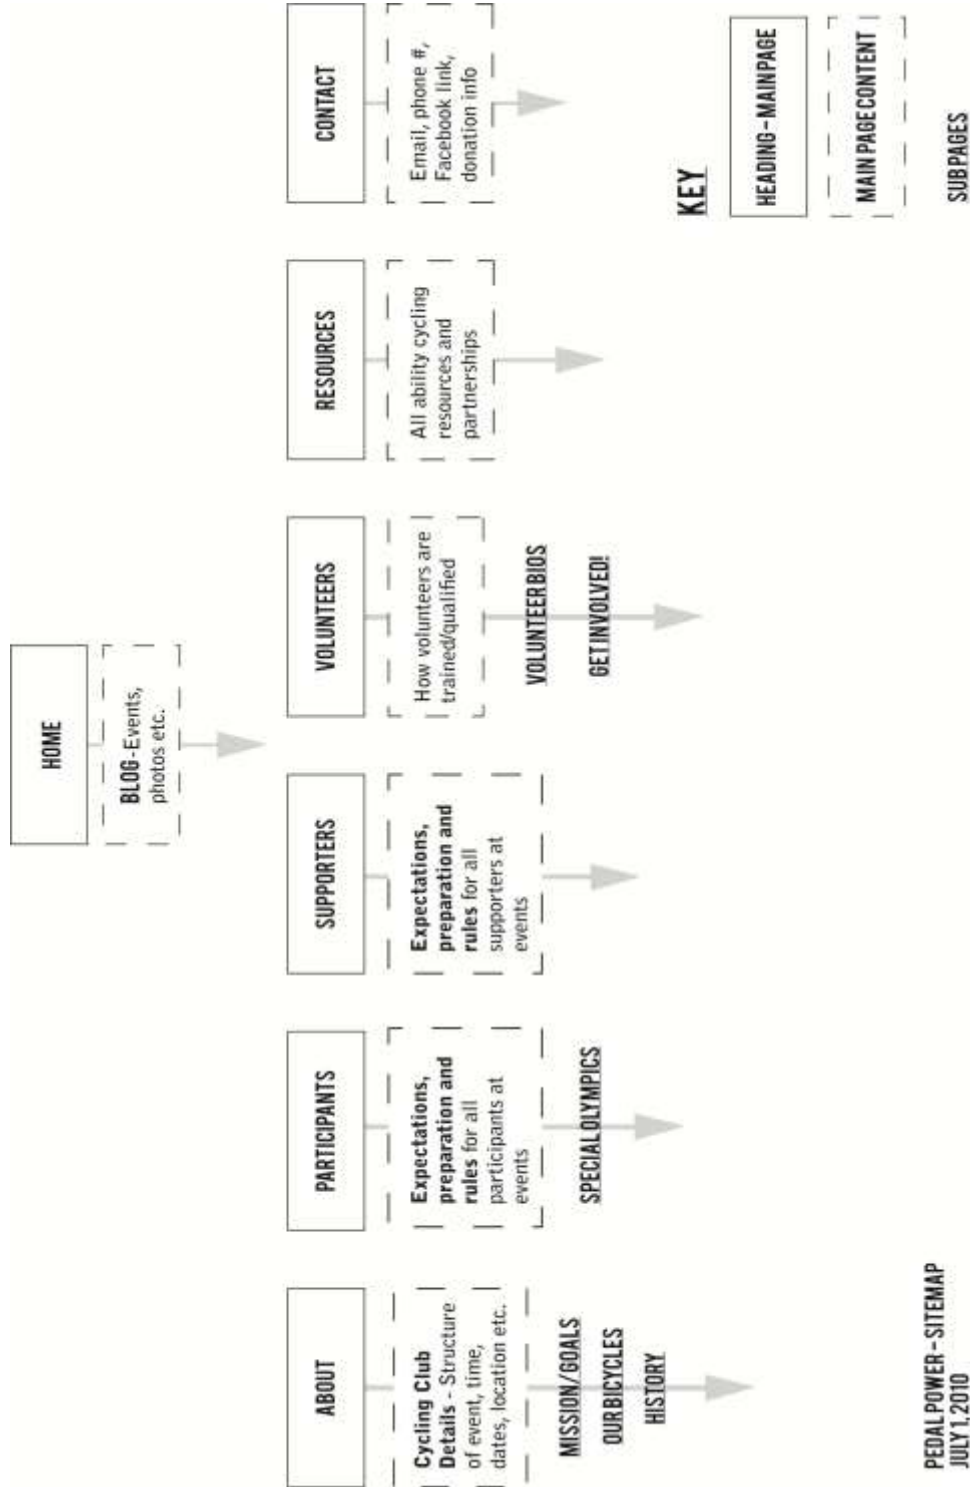 HOME
BLOG - Events,
photos etc.
ABOUT
Cycling Club
Details - Structure
of event, time,
dates, location etc.
MISSION/GOALS
OUR BICYCLES
HISTORY
PARTICIPANTS
Expectations,
preparation and
rules for all
participants at
events
SPECIAL OLYMPICS
SUPPORTERS
Expectations,
preparation and
rules for all
supporters at
events
VOLUNTEERS
How volunteers are
trained/qualified
VOLUNTEER BIOS
GET INVOLVED!
RESOURCES
All ability cycling
resources and
partnerships
CONTACT
Email, phone #,
Facebook link,
donation info
KEY
HEADING - MAIN PAGE
MAIN PAGE CONTENT
SUBPAGES
PEDAL POWER - SITEMAP
JULY 1, 2010